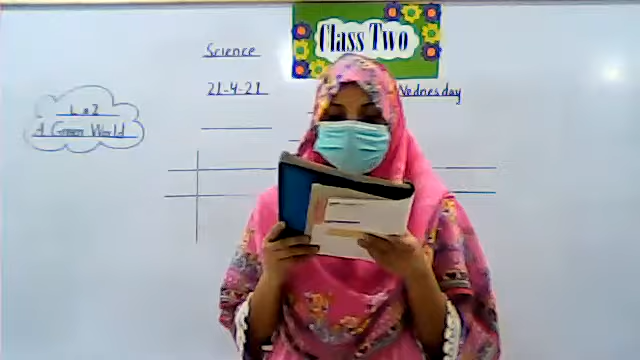 Class Two
Science
21-4-21
Wednesday
L # 2
A Green World